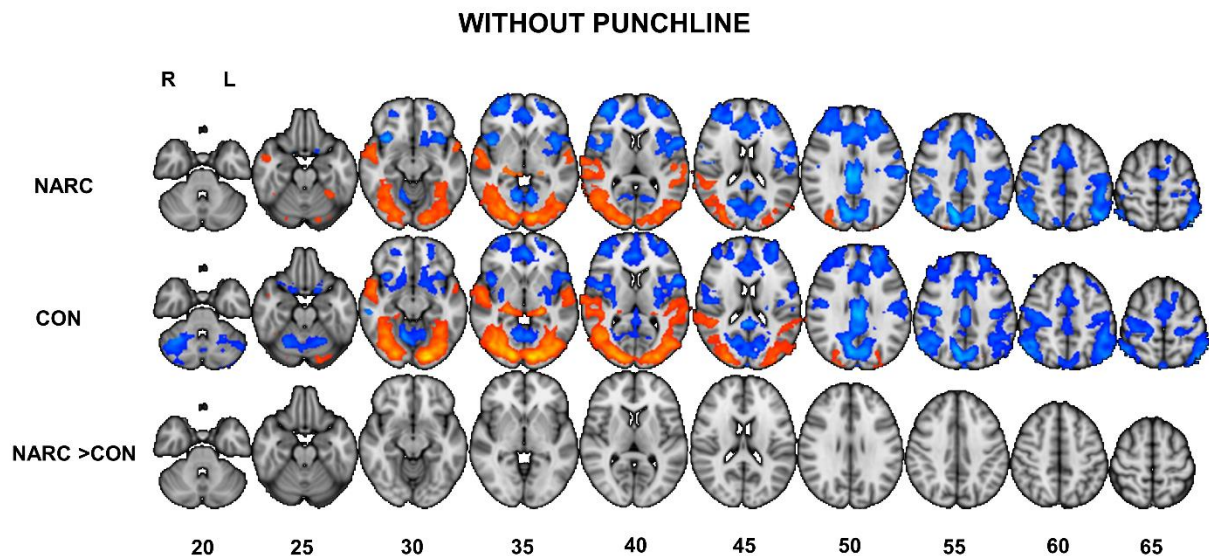 WITHOUT PUNCHLINE
R L
NARC
CON
NARC >CON
20 25 30 35 40 45 50 55 60 65